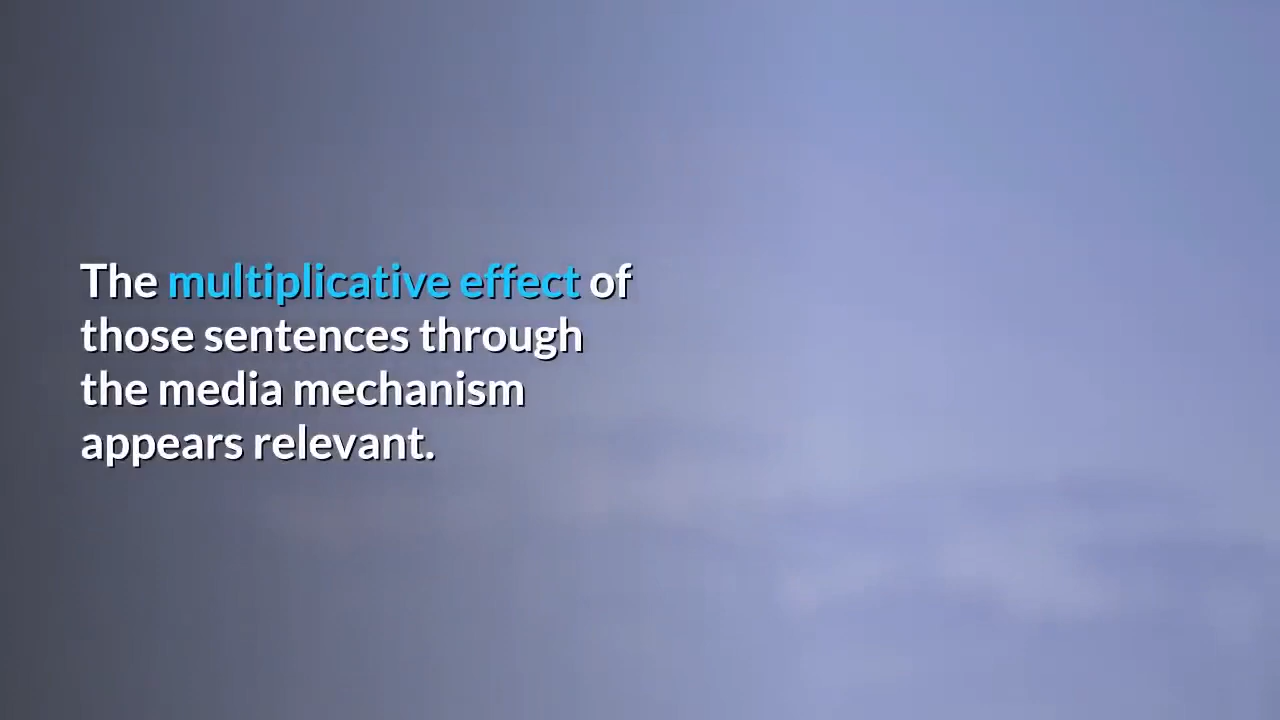 The multiplicative effect of
those sentences through
the media mechanism
appears relevant.